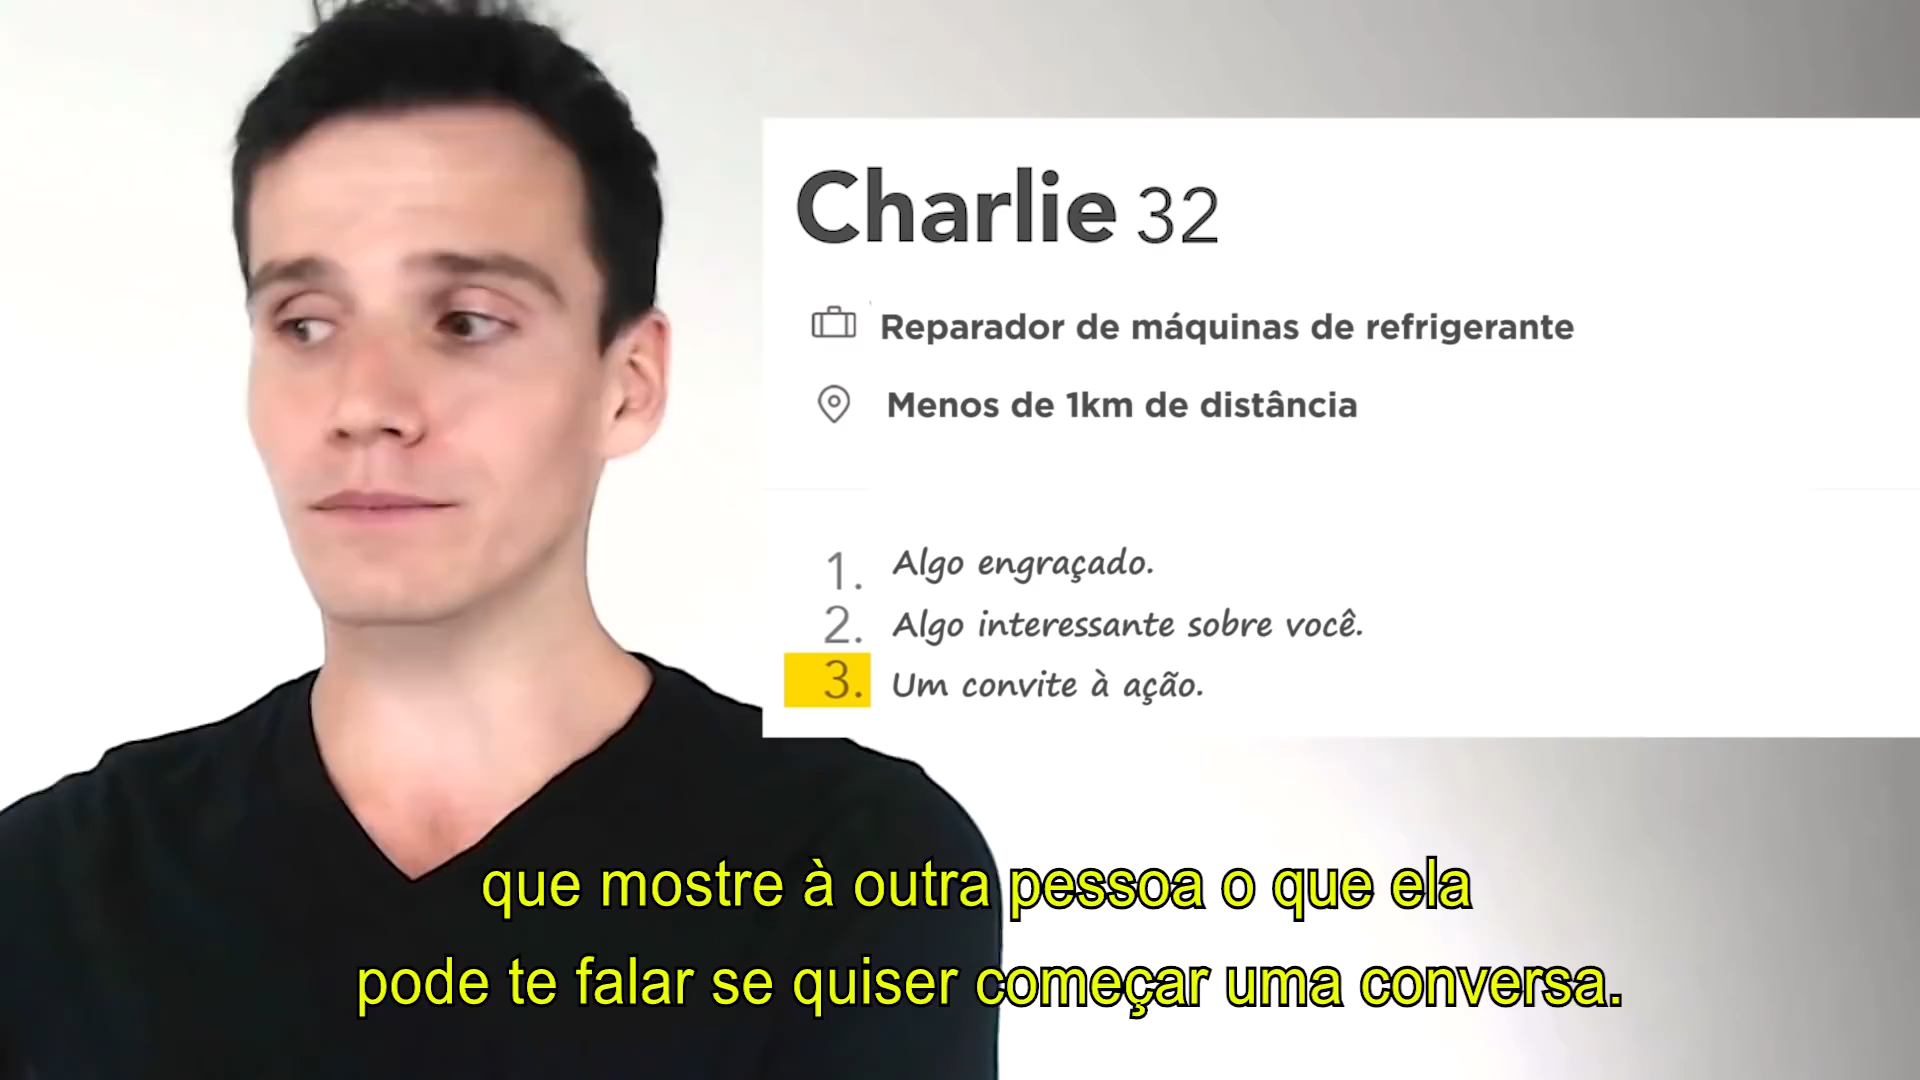 Charlie 32
Reparador de máquinas de refrigerante
Menos de 1km de distância
1. Algo engraçado.
2. Algo interessante sobre você.
3. Um convite à ação.
que mostre à outra pessoa o que ela
pode te falar se quiser começar uma conversa.